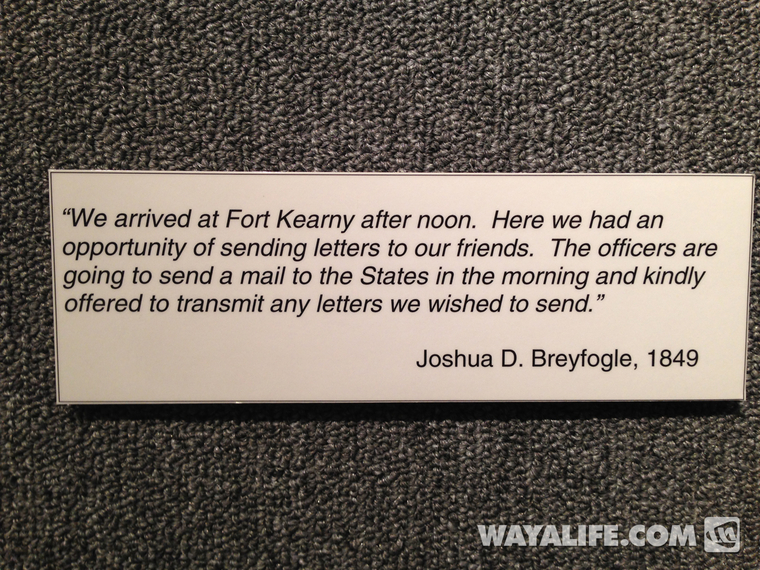 “We arrived at Fort Kearny after noon.  Here we had an
opportunity of sending letters to our friends.  The officers are
going to send a mail to the States in the morning and kindly
offered to transmit any letters we wished to send.”
Joshua D. Breyfogle, 1849
WAYALIFE.COM